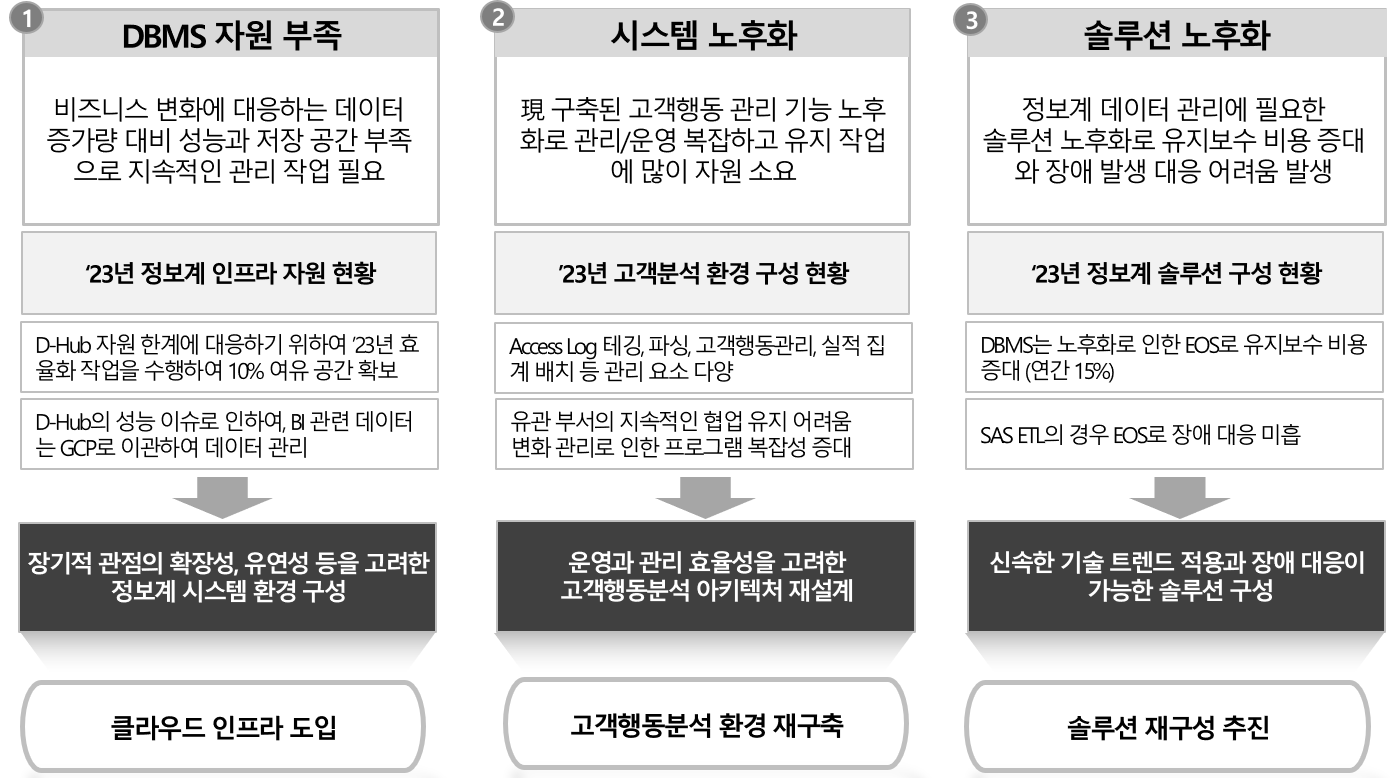 1
DBMS 자원 부족
비즈니스 변화에 대응하는 데이터
증가량 대비 성능과 저장 공간 부족
으로 지속적인 관리 작업 필요
‘23년 정보계 인프라 자원 현황
D-Hub 자원 한계에 대응하기 위하여 ’23년 효
율화 작업을 수행하여 10% 여유 공간 확보
D-Hub의 성능 이슈로 인하여, BI 관련 데이터
는 GCP로 이관하여 데이터 관리
장기적 관점의 확장성, 유연성 등을 고려한
정보계 시스템 환경 구성
클라우드 인프라 도입
2
시스템 노후화
現 구축된 고객행동 관리 기능 노후
화로 관리/운영 복잡하고 유지 작업
에 많이 자원 소요
’23년 고객분석 환경 구성 현황
Access Log 테깅, 파싱, 고객행동관리, 실적 집
계 배치 등 관리 요소 다양
유관 부서의 지속적인 협업 유지 어려움
변화 관리로 인한 프로그램 복잡성 증대
운영과 관리 효율성을 고려한
고객행동분석 아키텍처 재설계
고객행동분석 환경 재구축
3
솔루션 노후화
정보계 데이터 관리에 필요한
솔루션 노후화로 유지보수 비용 증대
와 장애 발생 대응 어려움 발생
‘23년 정보계 솔루션 구성 현황
DBMS는 노후화로 인한 EOS로 유지보수 비용
증대 (연간 15%)
SAS ETL의 경우 EOS로 장애 대응 미흡
신속한 기술 트렌드 적용과 장애 대응이
가능한 솔루션 구성
솔루션 재구성 추진